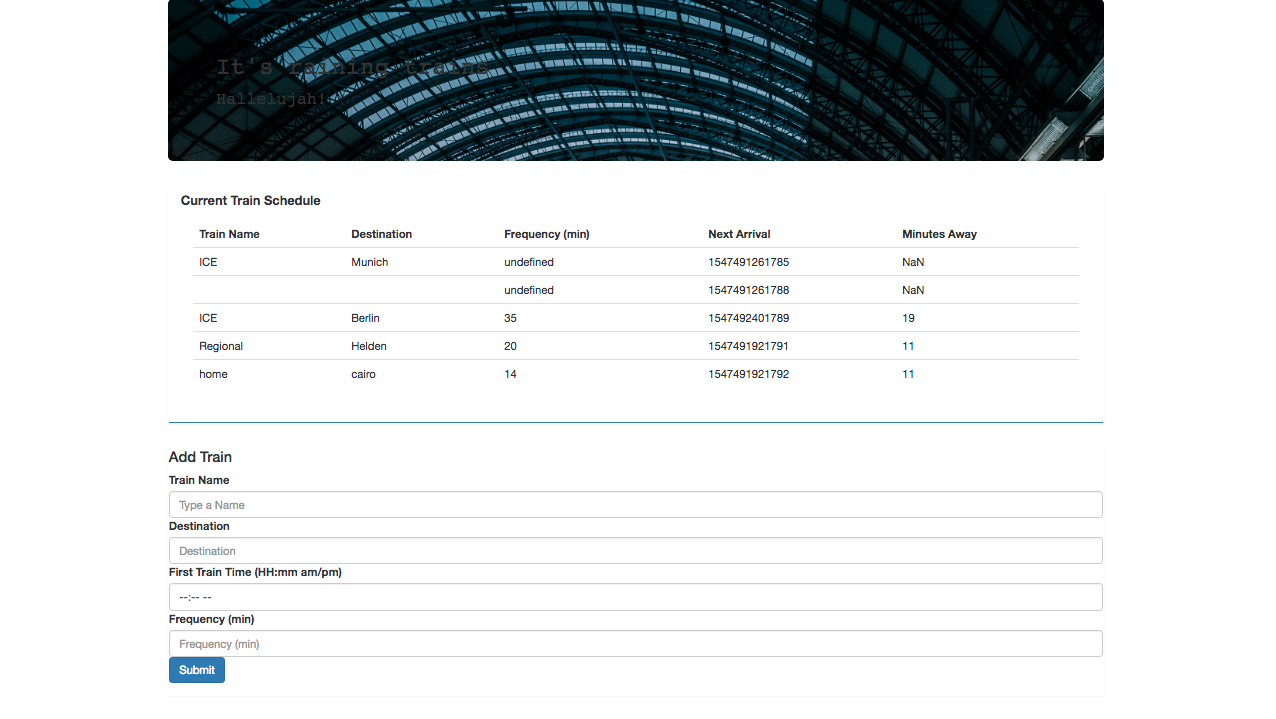 It's raining trains
Hallelujah!
Current Train Schedule
Train Name Destination Frequency (min) Next Arrival Minutes Away
ICE Munich undefined 1547491261785 NaN
undefined 1547491261788 NaN
ICE Berlin 35 1547492401789 19
Regional Helden 20 1547491921791 11
home cairo 14 1547491921792 11
Add Train
Train Name
Type a Name
Destination
Destination
First Train Time (HH:mm am/pm)
--:-- --
Frequency (min)
Frequency (min)
Submit